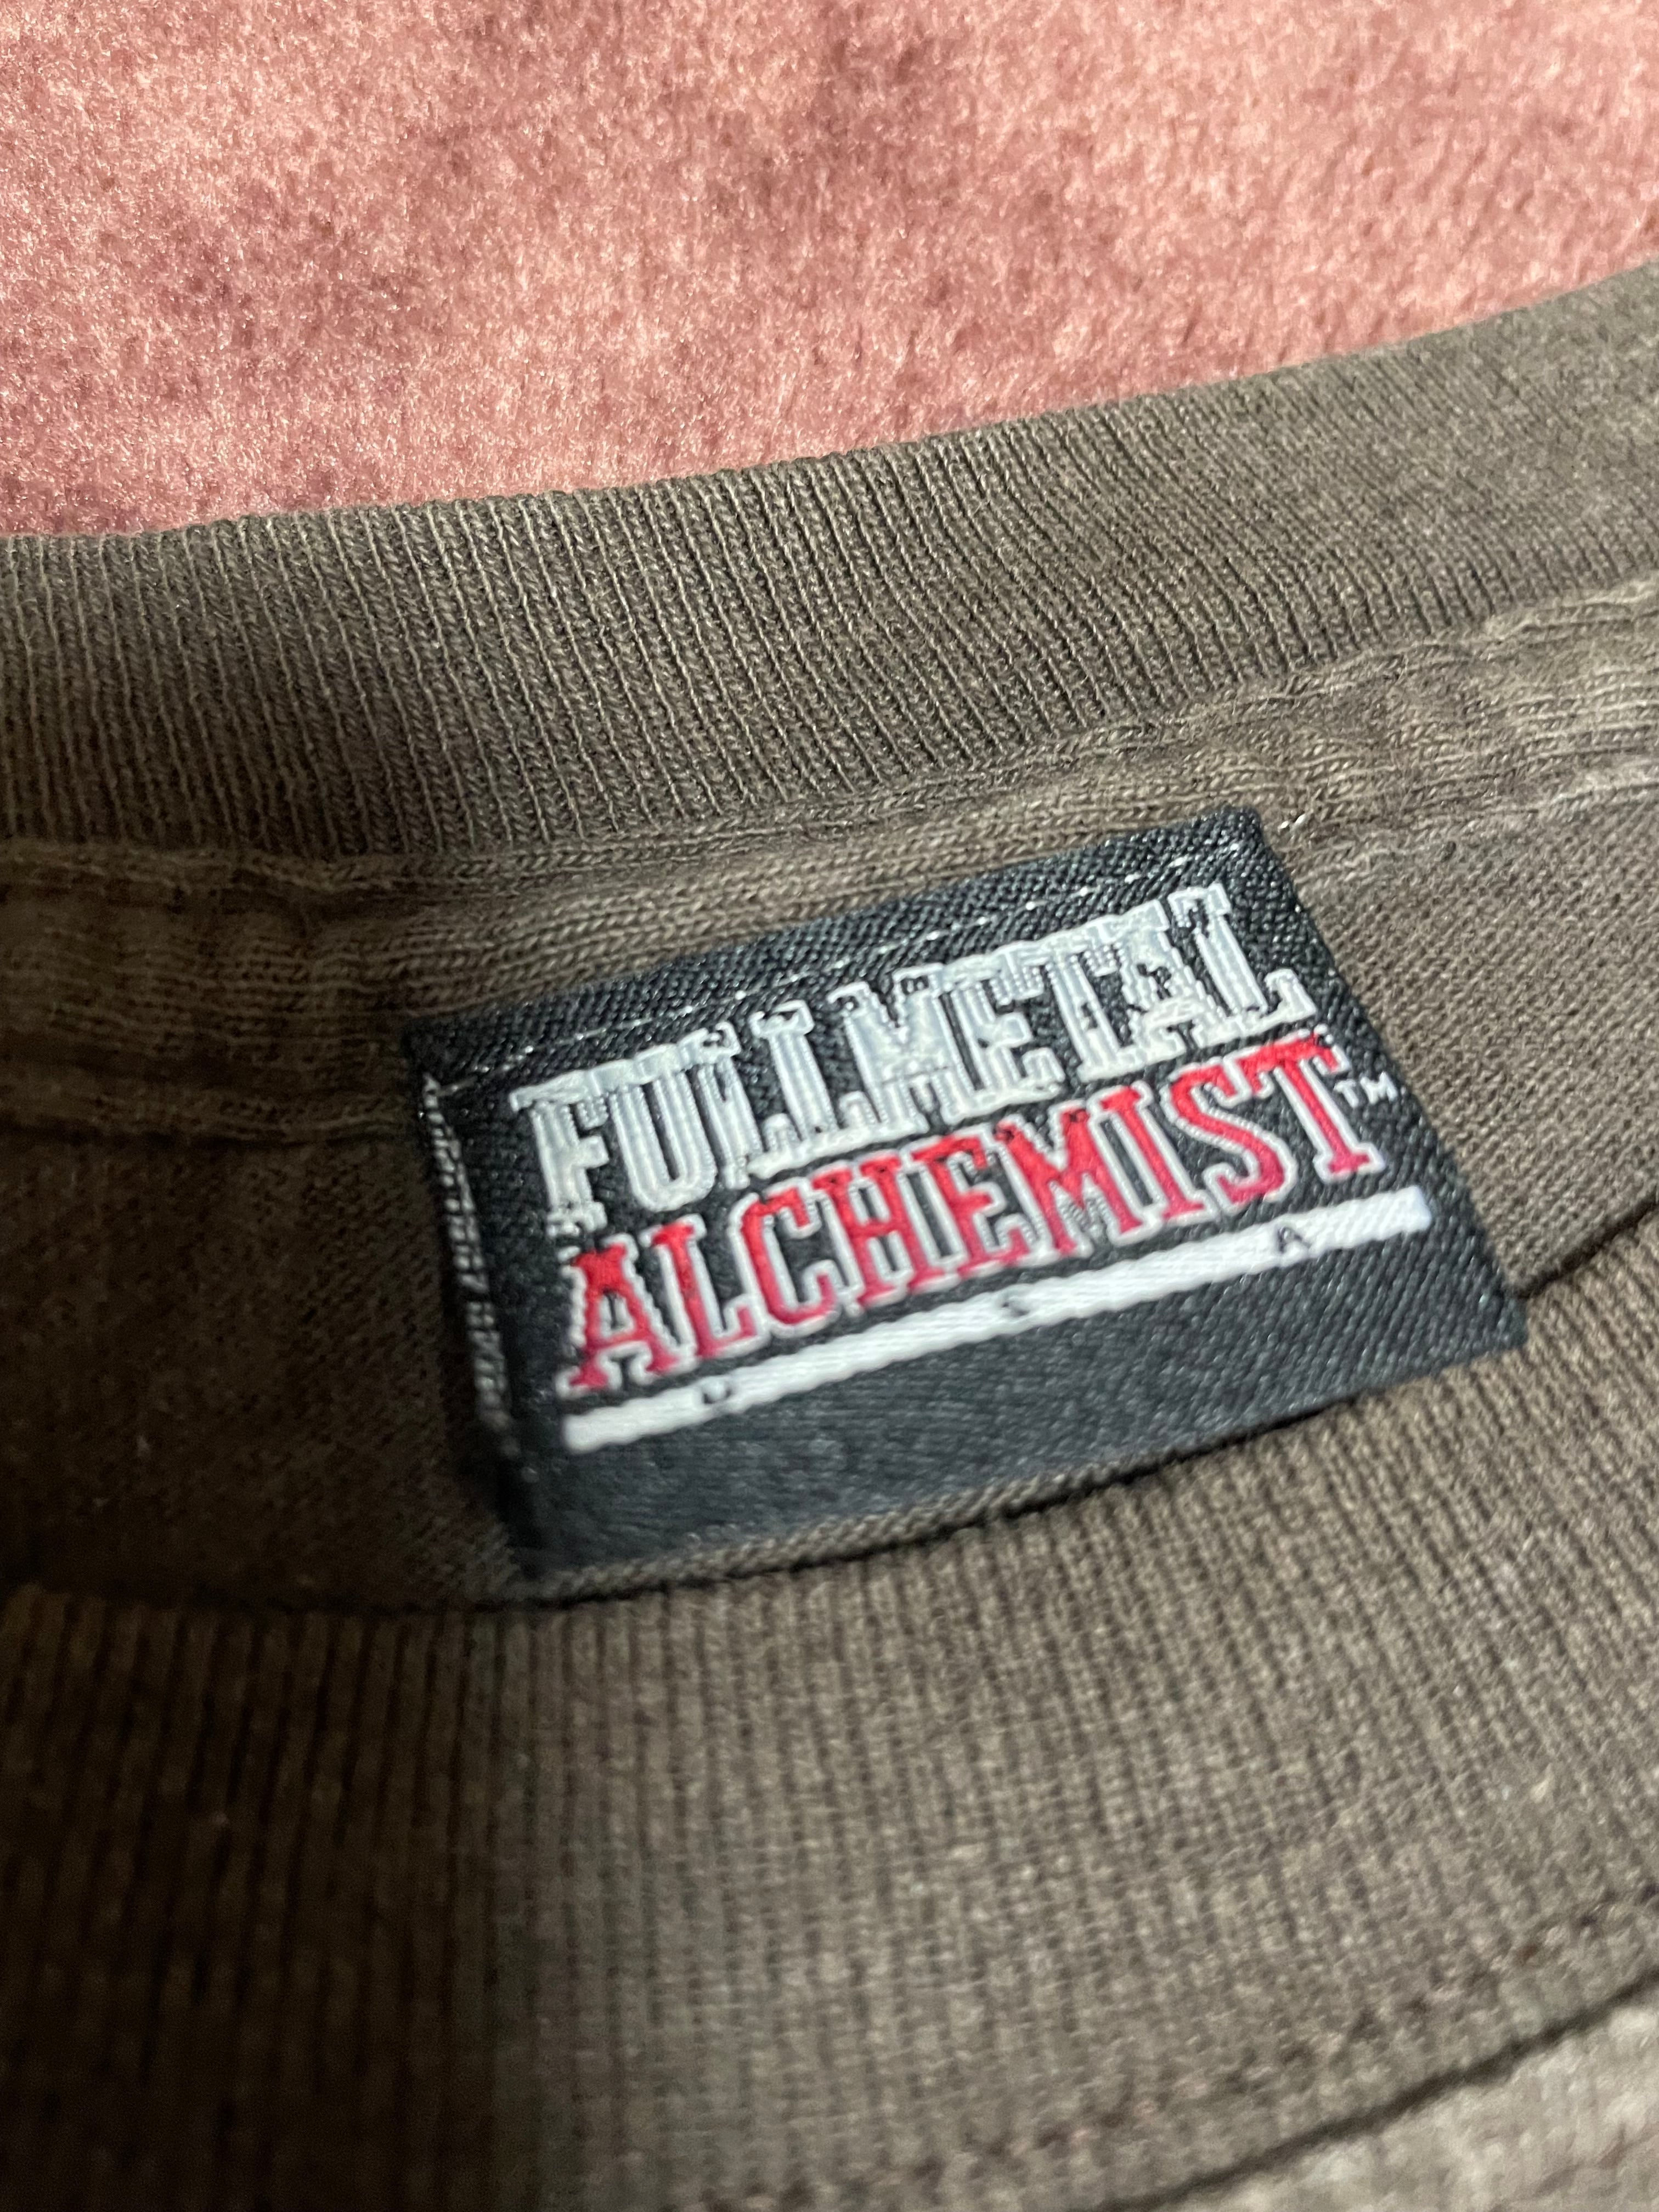 FULLMETAL
ALCHEMIST™
U S A